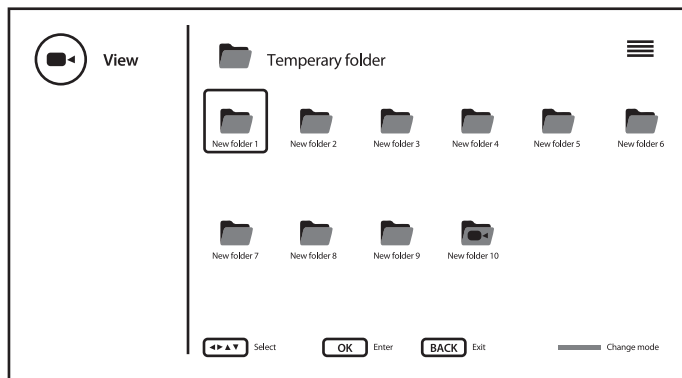 View
Temperary folder
New folder 1 New folder 2 New folder 3 New folder 4 New folder 5 New folder 6
New folder 7 New folder 8 New folder 9 New folder 10
◄►▲▼ Select OK Enter BACK Exit Change mode